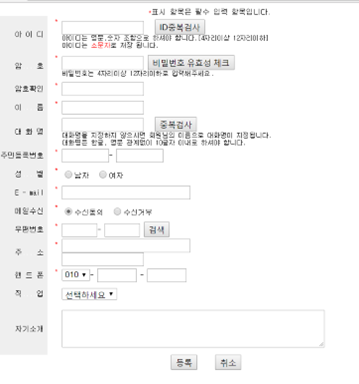 *표시 항목은 필수 입력 항목입니다.
아 이 디 * ID중복검사
아이디는 영문,숫자 조합으로 하셔야 합니다.[4자리이상 12자리이하]
아이디는 소문자로 저장 됩니다.
암 호 * 비밀번호 유효성 체크
비밀번호는 4자리이상 12자리이하로 입력해주세요.
암호확인 *
이 름 *
대 화 명 중복검사
대화명을 지정하지 않으시면 회원님의 이름으로 대화명이 지정됩니다.
대화명은 한글, 영문 관계없이 10글자 이내로 하셔야 합니다.
주민등록번호 * -
성 별 * 남자 여자
E - mail *
메일수신 * 수신동의 수신거부
우편번호 * - 검색
주 소 *
핸 드 폰 * 010 - -
직 업 선택하세요
자기소개
등록 취소